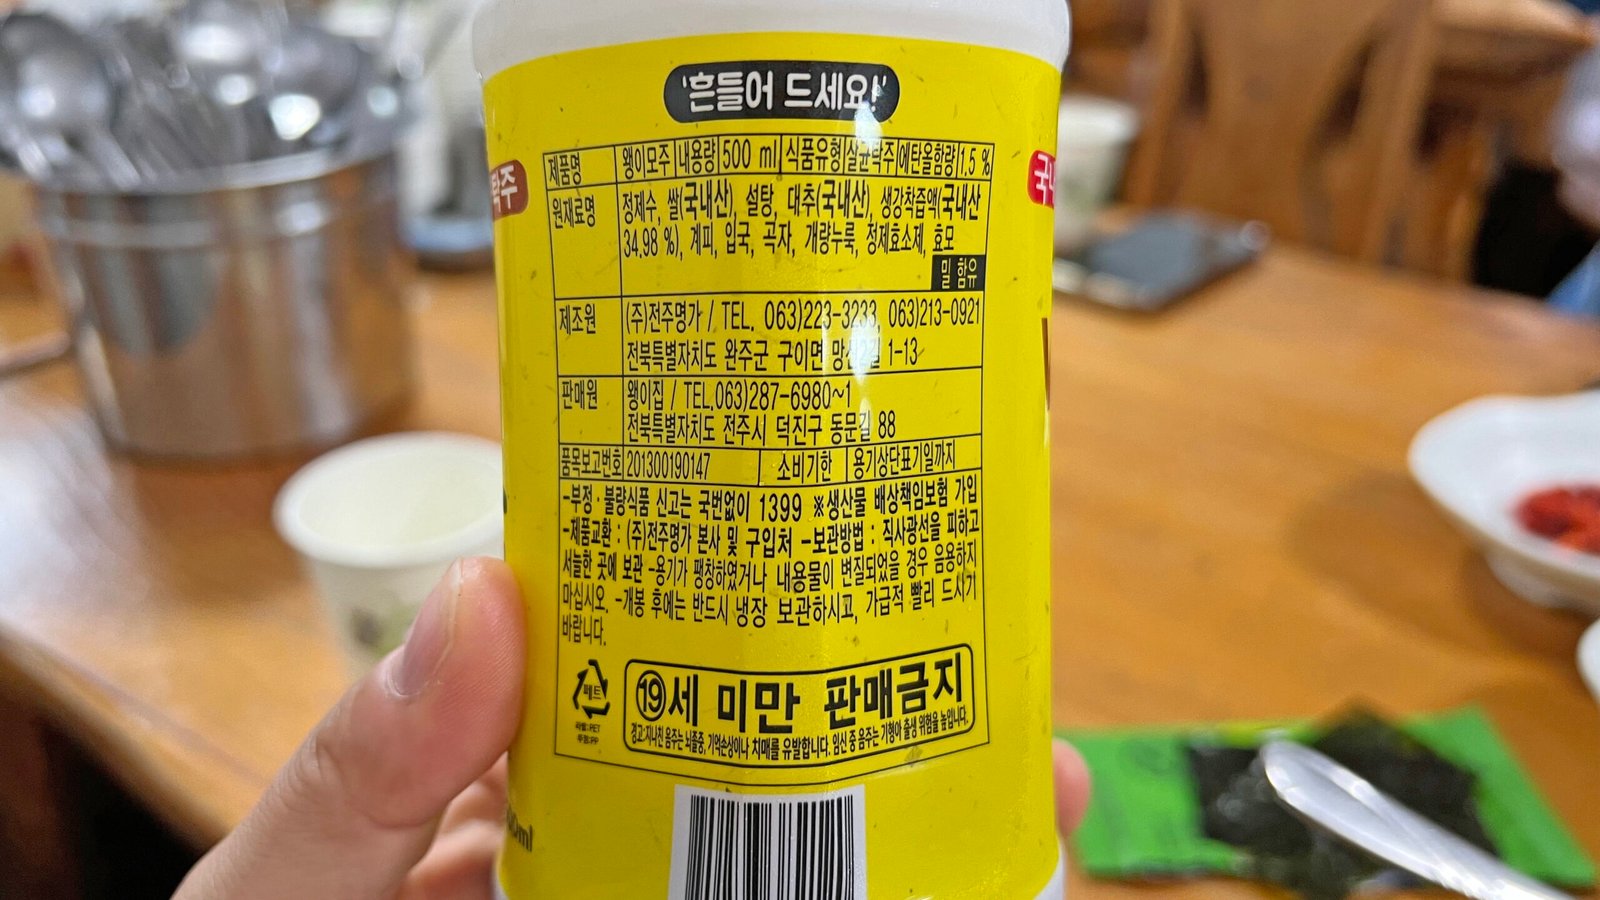 '흔들어 드세요!'
탁주
국
제품명 왱이모주 내용량 500 ml 식품유형 살균탁주 에탄올함량 1.5 %
원재료명 정제수, 쌀(국내산), 설탕, 대추(국내산), 생강착즙액(국내산
34.98 %), 계피, 입국, 곡자, 개량누룩, 정제효소제, 효모
밀 함유
제조원 (주)전주명가 / TEL. 063)223-3233, 063)213-0921
전북특별자치도 완주군 구이면 1-13
판매원 왱이집 / TEL.063)287-6980~1
전북특별자치도 전주시 덕진구 동문길 88
품목보고번호 201300190147 소비기한 용기상단표기일까지
-부정·불량식품 신고는 국번없이 1399 ※생산물 배상책임보험 가입
-제품교환 : (주)전주명가 본사 및 구입처 -보관방법 : 직사광선을 피하고
서늘한 곳에 보관 -용기가 팽창하였거나 내용물이 변질되었을 경우 음용하지
마십시오. -개봉 후에는 반드시 냉장 보관하시고, 가급적 빨리 드시기
바랍니다.
페트
라벨:PET
뚜껑:PP
⑲세 미만 판매금지
경고:지나친 음주는 뇌졸중, 기억손상이나 치매를 유발합니다. 임신 중 음주는 기형아 출생 위험을 높입니다.
ml